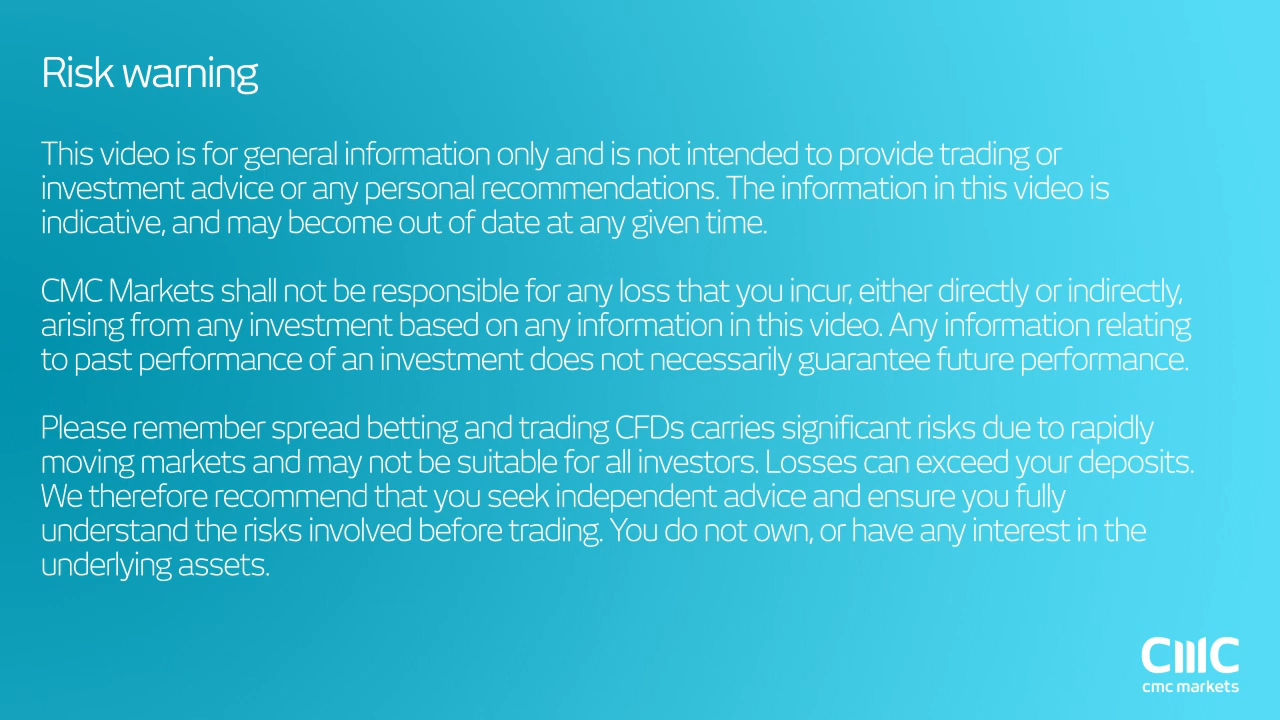 Risk warning
This video is for general information only and is not intended to provide trading or
investment advice or any personal recommendations. The information in this video is
indicative, and may become out of date at any given time.
CMC Markets shall not be responsible for any loss that you incur, either directly or indirectly,
arising from any investment based on any information in this video. Any information relating
to past performance of an investment does not necessarily guarantee future performance.
Please remember spread betting and trading CFDs carries significant risks due to rapidly
moving markets and may not be suitable for all investors. Losses can exceed your deposits.
We therefore recommend that you seek independent advice and ensure you fully
understand the risks involved before trading. You do not own, or have any interest in the
underlying assets.
CMC
cmc markets